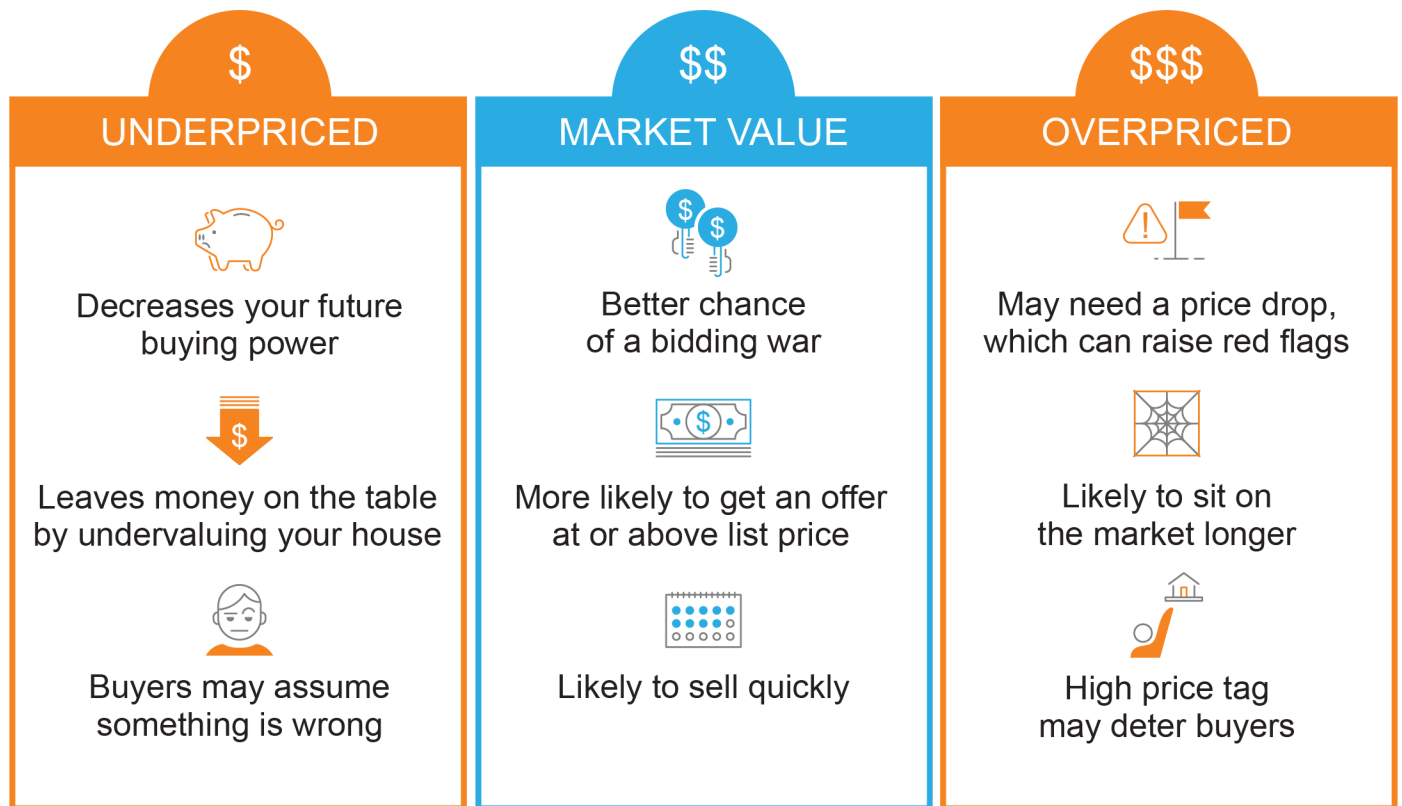 $
UNDERPRICED
Decreases your future
buying power
$
Leaves money on the table
by undervaluing your house
Buyers may assume
something is wrong
$$
MARKET VALUE
$
$
Better chance
of a bidding war
$
More likely to get an offer
at or above list price
Likely to sell quickly
$$$
OVERPRICED
!
May need a price drop,
which can raise red flags
Likely to sit on
the market longer
High price tag
may deter buyers